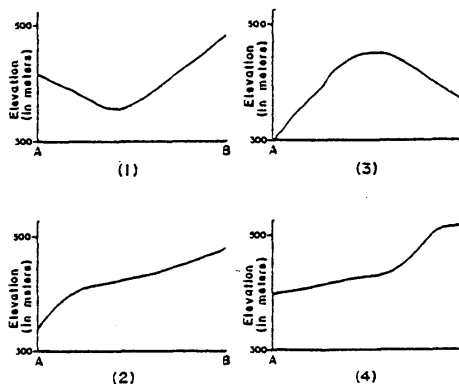 500
Elevation
(in meters)
300
A
B
(1)
500
Elevation
(in meters)
300
A
(3)
500
Elevation
(in meters)
300
A
B
(2)
500
Elevation
(in meters)
300
A
(4)